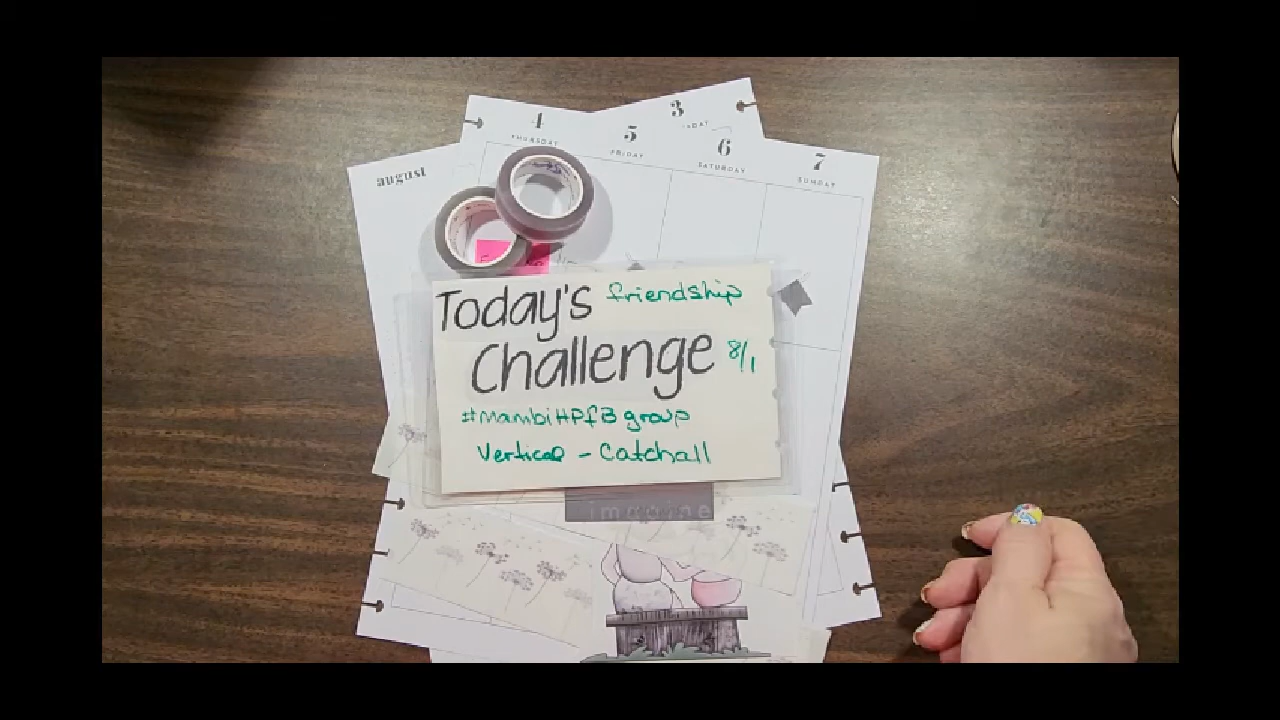 august
4
THURSDAY
5
FRIDAY
3
6
SATURDAY
7
SUNDAY
Today's friendship
Challenge 8/1
#MambiHPfB group
Vertical - Catchall
imagine